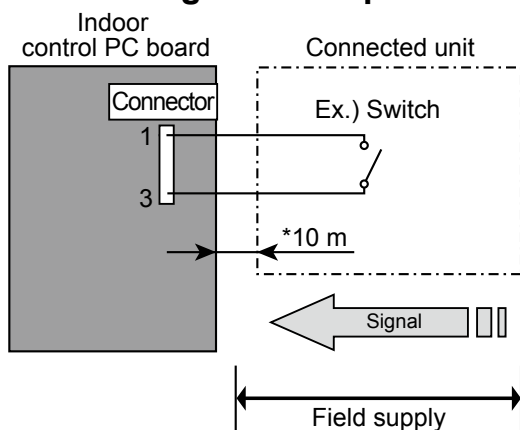 Indoor
control PC board
Connected unit
Connector
Ex.) Switch
1
3
*10 m
Signal
Field supply